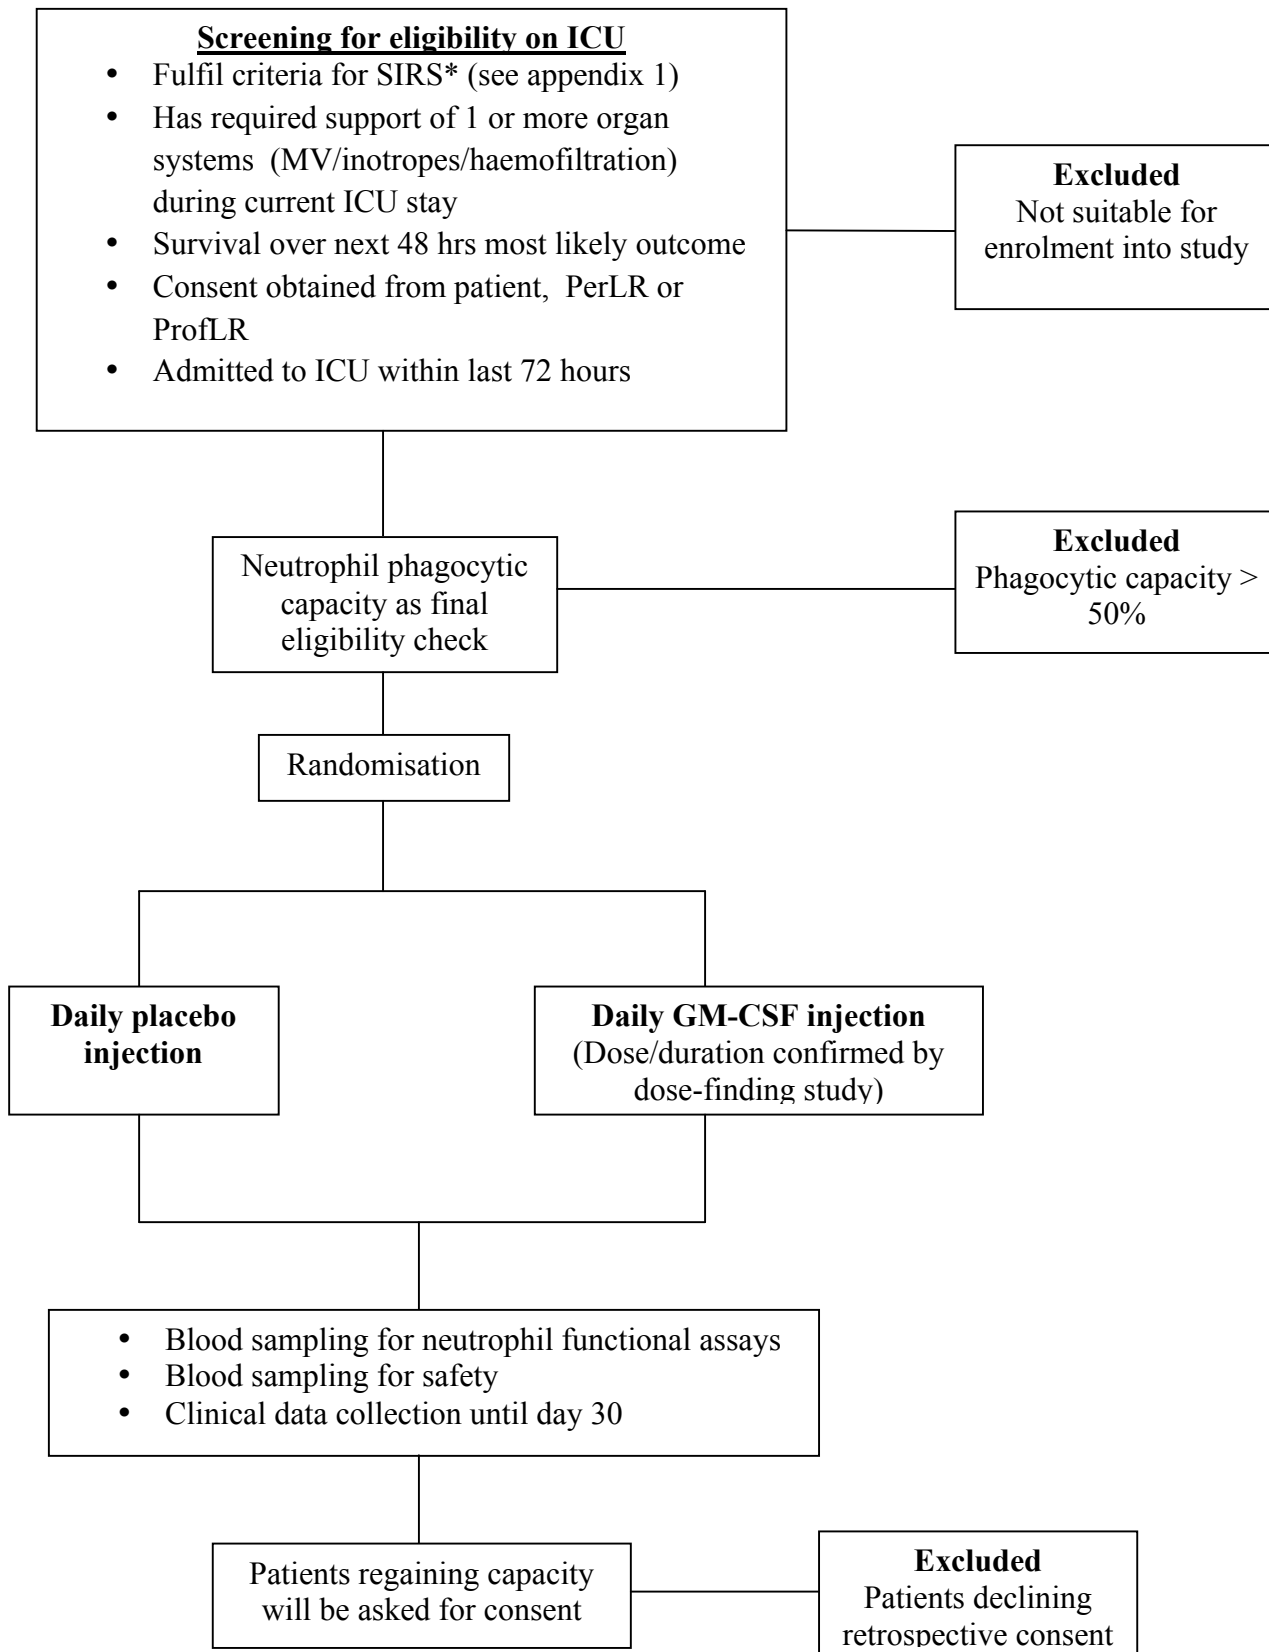 Screening for eligibility on ICU
• Fulfil criteria for SIRS* (see appendix 1)
• Has required support of 1 or more organ
systems (MV/inotropes/haemofiltration)
during current ICU stay
• Survival over next 48 hrs most likely outcome
• Consent obtained from patient, PerLR or
ProfLR
• Admitted to ICU within last 72 hours
Excluded
Not suitable for
enrolment into study
Neutrophil phagocytic
capacity as final
eligibility check
Excluded
Phagocytic capacity >
50%
Randomisation
Daily placebo
injection
Daily GM-CSF injection
(Dose/duration confirmed by
dose-finding study)
• Blood sampling for neutrophil functional assays
• Blood sampling for safety
• Clinical data collection until day 30
Patients regaining capacity
will be asked for consent
Excluded
Patients declining
retrospective consent